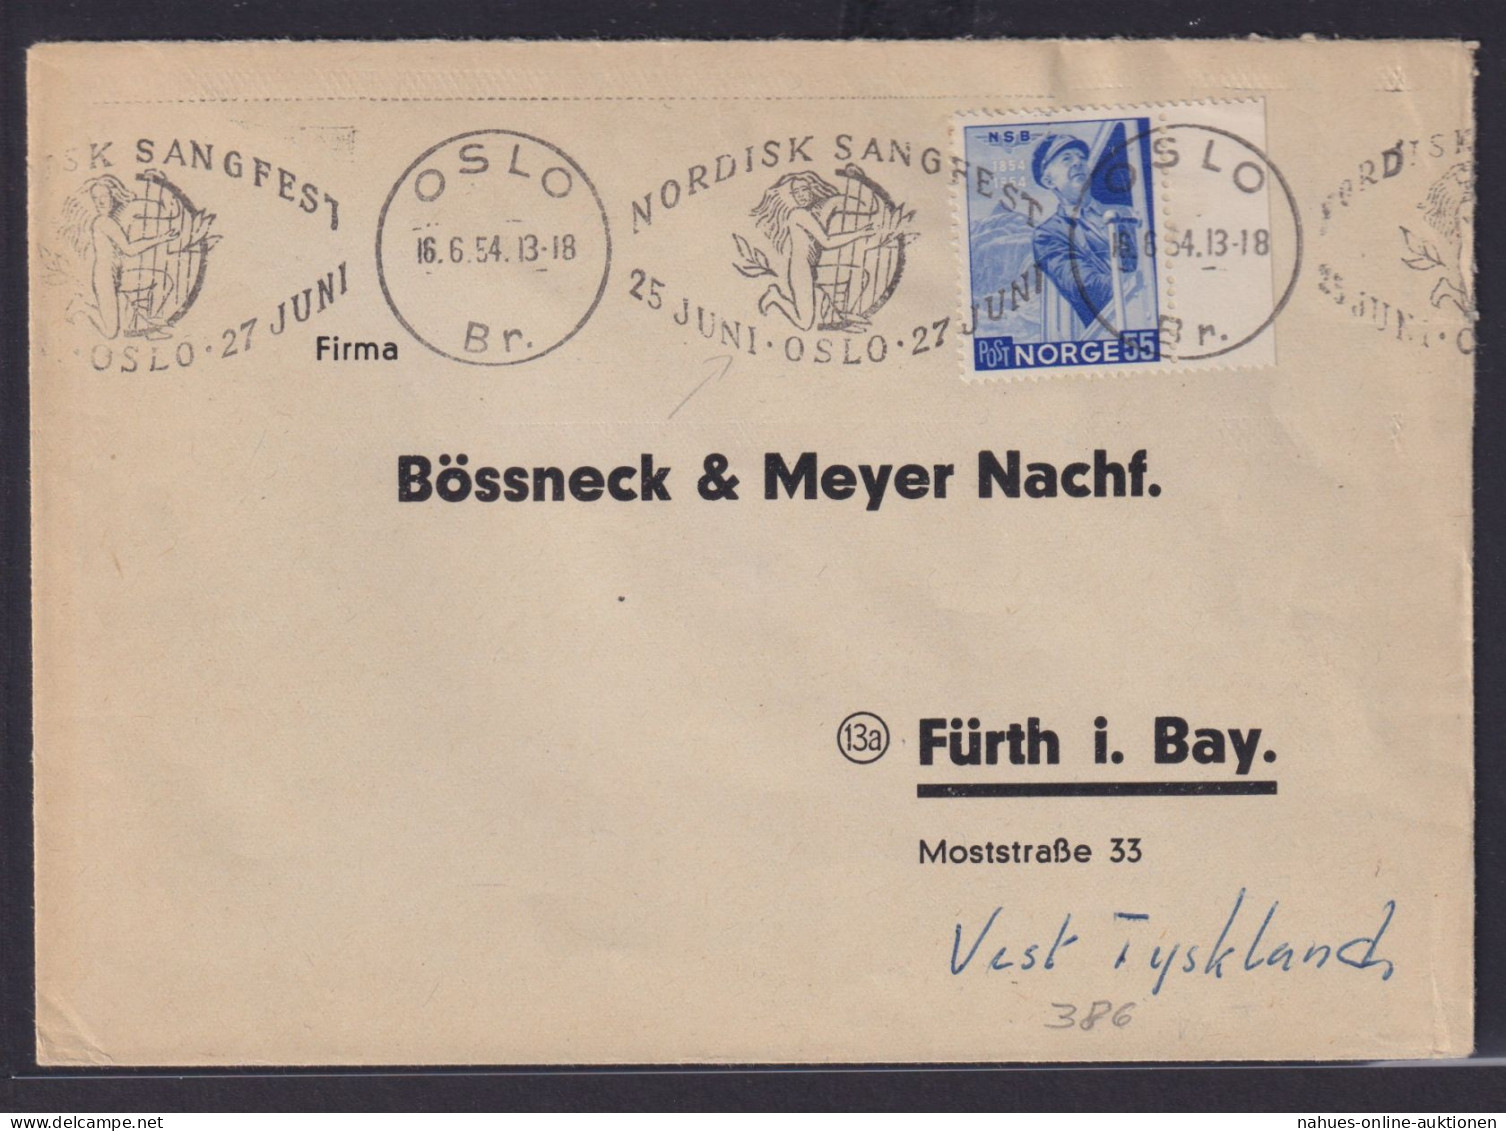 SK SANGFEST
OSLO · 27 JUNI
OSLO
16.6.54.13-18
Br.
NORDISK SANGFEST
25 JUNI · OSLO · 27 JUNI
NSB
1854
POST NORGE 55
OSLO
16.6.54.13-18
Br.
NORDISK
25 JUNI · O
Firma
Bössneck & Meyer Nachf.
13a Fürth i. Bay.
Moststraße 33
Vest Tyskland
386
nahues-online-auktionen